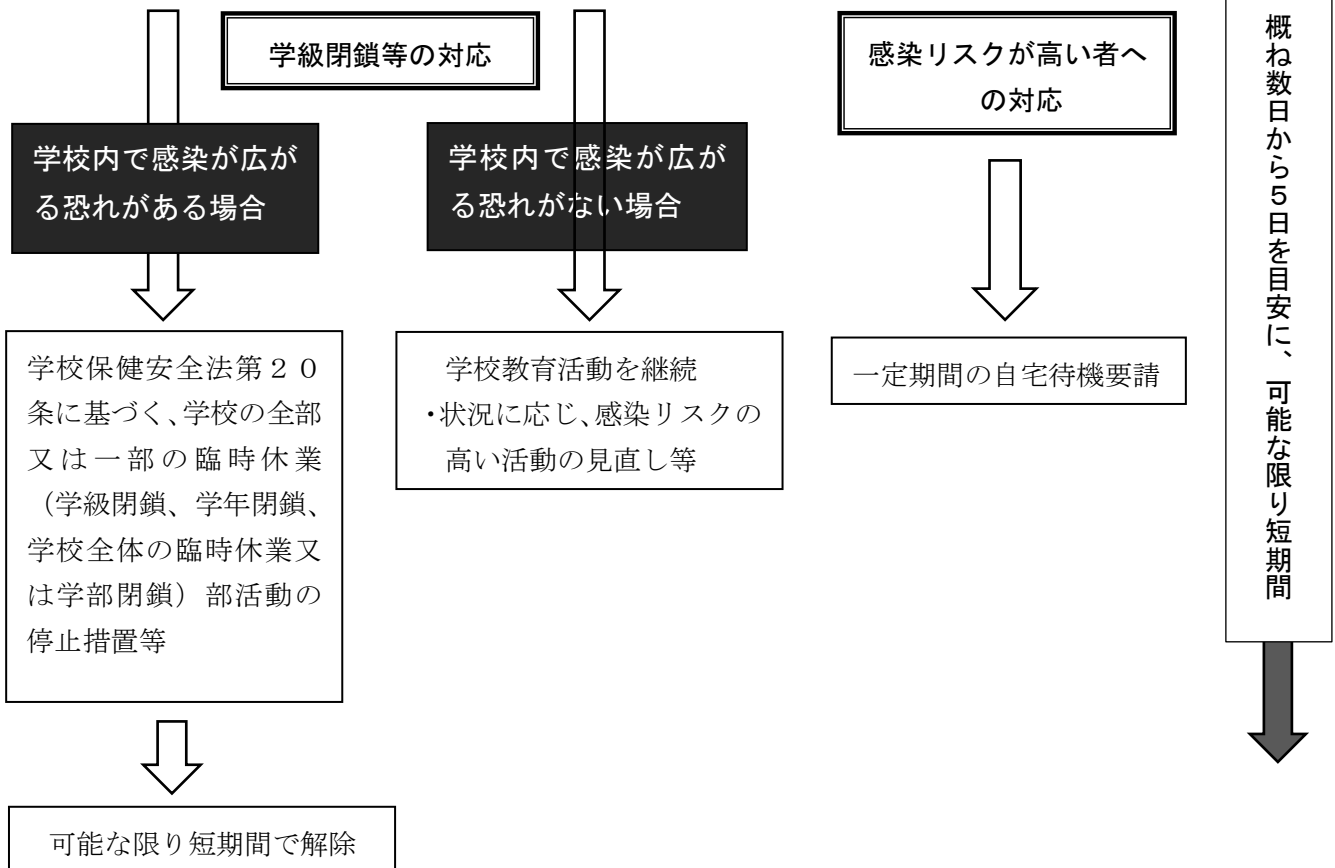 学級閉鎖等の対応
感染リスクが高い者へ
の対応
学校内で感染が広が
る恐れがある場合
学校内で感染が広が
る恐れがない場合
学校保健安全法第２０
条に基づく、学校の全部
又は一部の臨時休業
（学級閉鎖、学年閉鎖、
学校全体の臨時休業又
は学部閉鎖）部活動の
停止措置等
学校教育活動を継続
・状況に応じ、感染リスクの
高い活動の見直し等
一定期間の自宅待機要請
可能な限り短期間で解除
概ね数日から５日を目安に、可能な限り短期間